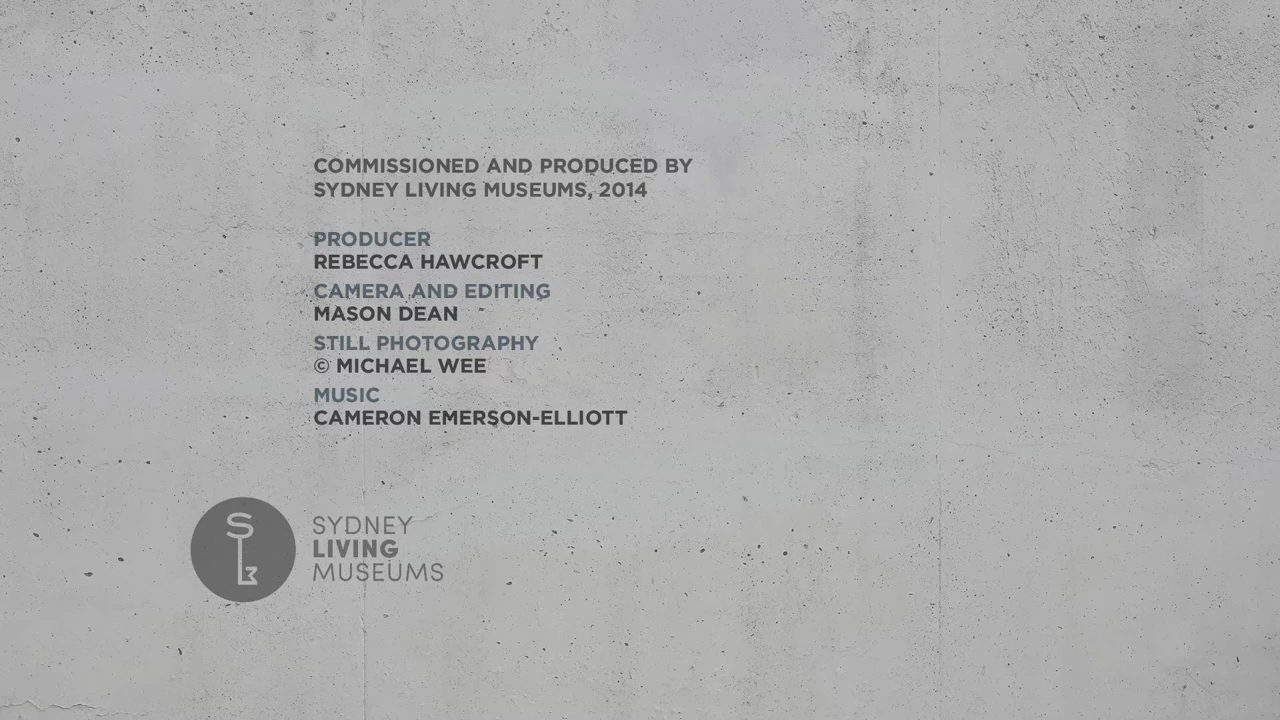 COMMISSIONED AND PRODUCED BY
SYDNEY LIVING MUSEUMS, 2014
PRODUCER
REBECCA HAWCROFT
CAMERA AND EDITING
MASON DEAN
STILL PHOTOGRAPHY
© MICHAEL WEE
MUSIC
CAMERON EMERSON-ELLIOTT
SLM
SYDNEY
LIVING
MUSEUMS